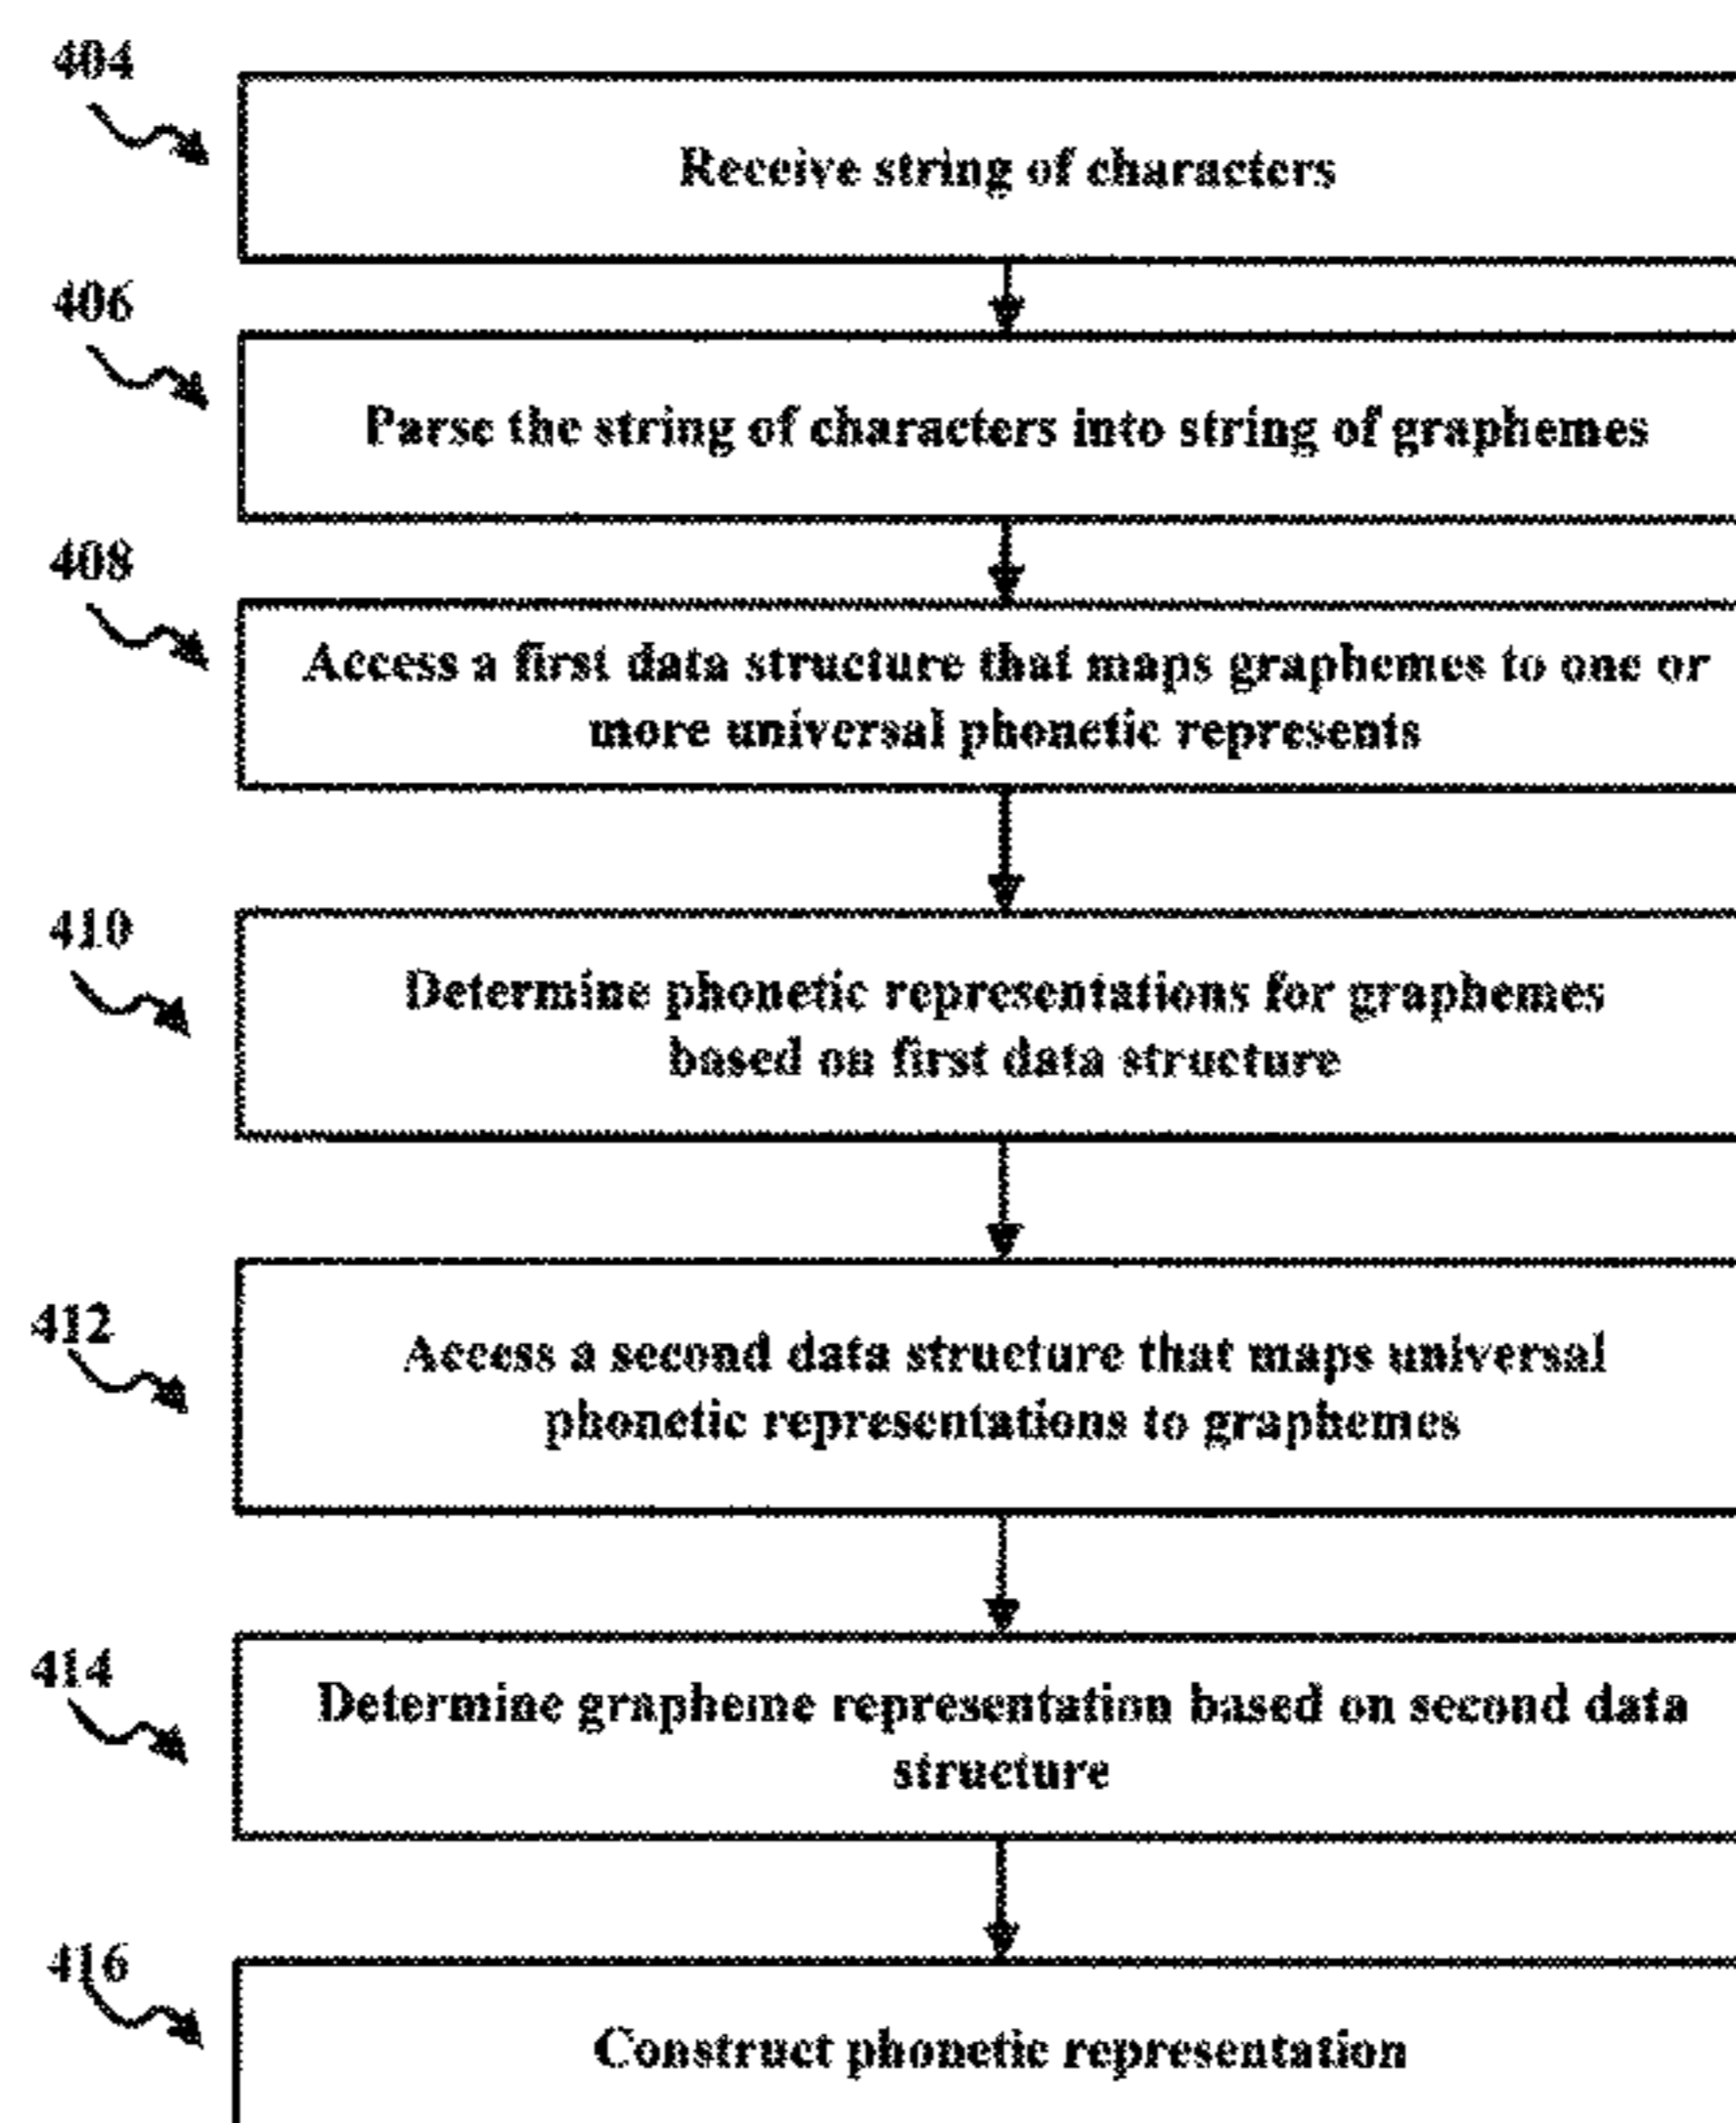 404
Receive string of characters
406
Parse the string of characters into string of graphemes
408
Access a first data structure that maps graphemes to one or
more universal phonetic represents
410
Determine phonetic representations for graphemes
based on first data structure
412
Access a second data structure that maps universal
phonetic representations to graphemes
414
Determine grapheme representation based on second data
structure
416
Construct phonetic representation